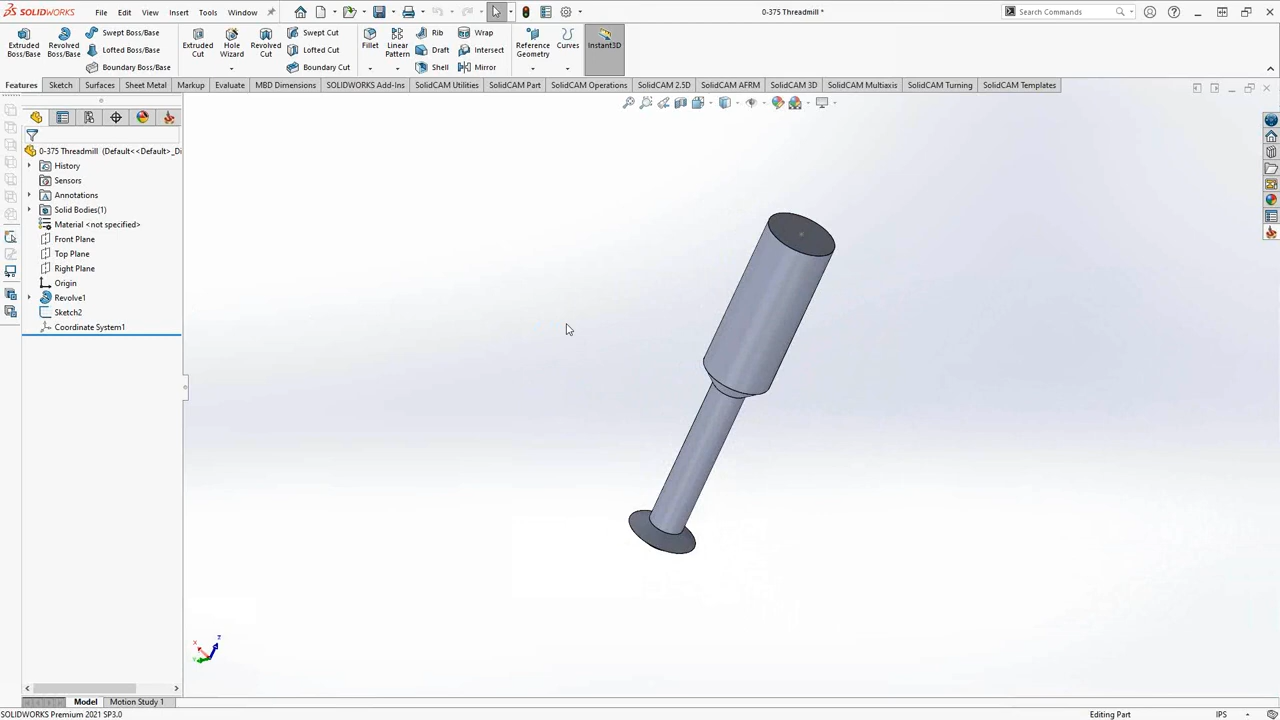 SOLIDWORKS File Edit View Insert Tools Window 0-375 Threadmill * Search Commands
Extruded Boss/Base
Revolved Boss/Base
Swept Boss/Base
Lofted Boss/Base
Boundary Boss/Base
Extruded Cut
Hole Wizard
Revolved Cut
Swept Cut
Lofted Cut
Boundary Cut
Fillet
Linear Pattern
Rib
Draft
Shell
Wrap
Intersect
Mirror
Reference Geometry
Curves
Instant3D
Features Sketch Surfaces Sheet Metal Markup Evaluate MBD Dimensions SOLIDWORKS Add-Ins SolidCAM Utilities SolidCAM Part SolidCAM Operations SolidCAM 2.5D SolidCAM AFRM SolidCAM 3D SolidCAM Multiaxis SolidCAM Turning SolidCAM Templates
0-375 Threadmill (Default<<Default>_Di
History
Sensors
Annotations
Solid Bodies(1)
Material <not specified>
Front Plane
Top Plane
Right Plane
Origin
Revolve1
Sketch2
Coordinate System1
X
Y
Z
Model Motion Study 1
SOLIDWORKS Premium 2021 SP3.0 Editing Part IPS